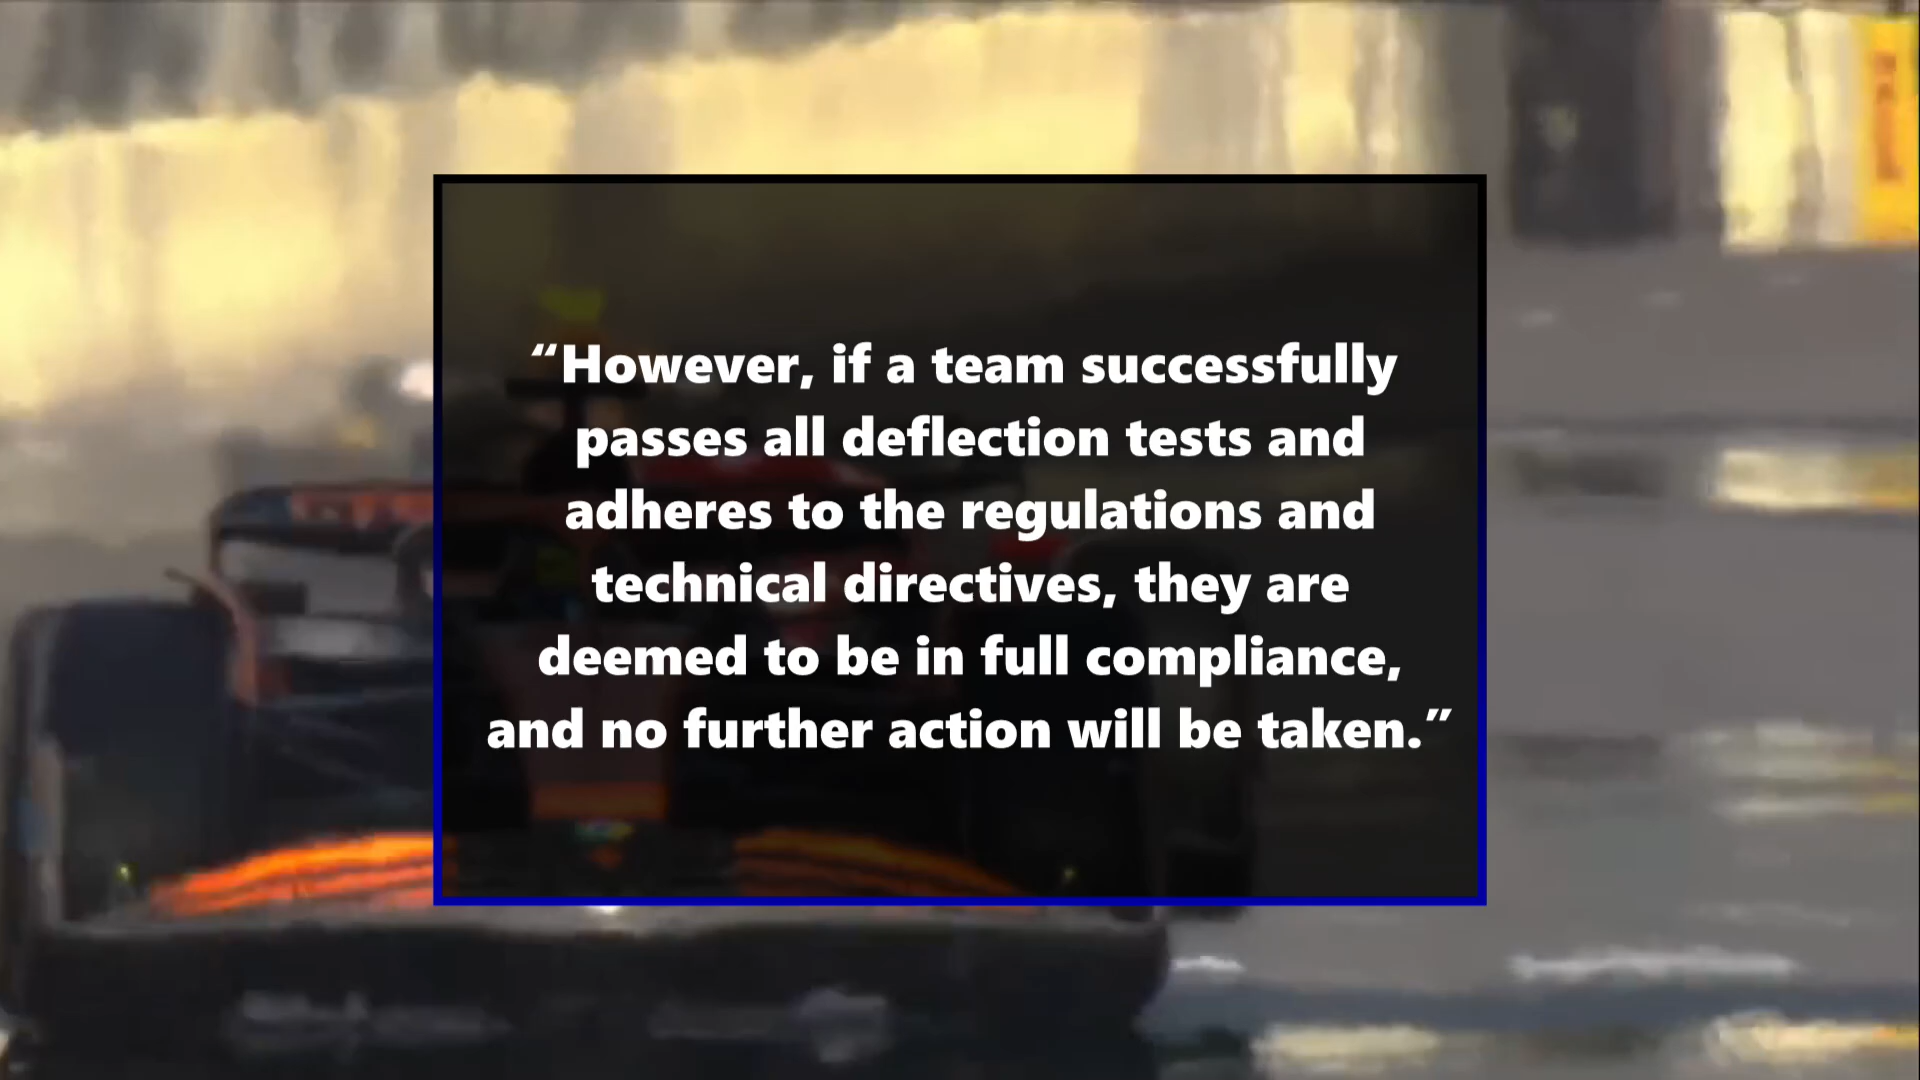 “However, if a team successfully
passes all deflection tests and
adheres to the regulations and
technical directives, they are
deemed to be in full compliance,
and no further action will be taken.”